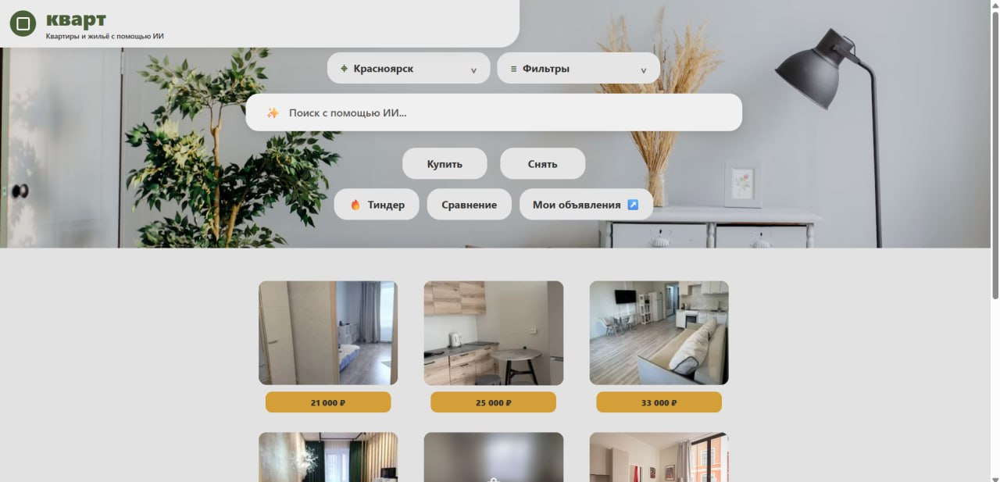 кварт
Квартиры и жильё с помощью ИИ
Красноярск
Фильтры
Поиск с помощью ИИ...
Купить
Снять
Тиндер
Сравнение
Мои объявления
21 000 ₽
25 000 ₽
33 000 ₽